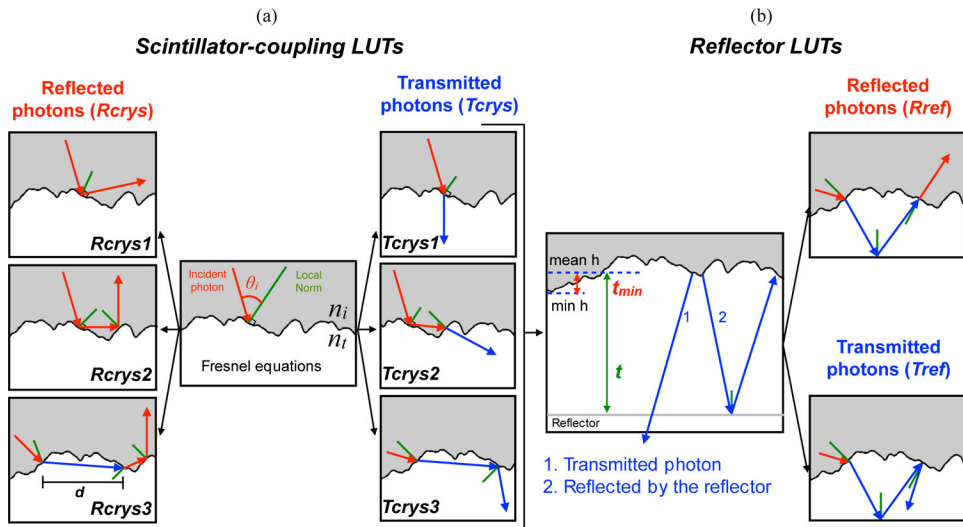 (a)
(b)
Scintillator-coupling LUTs
Reflector LUTs
Reflected
photons (Rcrys)
Transmitted
photons (Tcrys)
Reflected
photons (Rref)
Rcrys1
Rcrys2
Rcrys3
d
Incident
photon
θi
Local
Norm
ni
nt
Fresnel equations
Tcrys1
Tcrys2
Tcrys3
mean h
min h
tmin
t
1
2
Reflector
1. Transmitted photon
2. Reflected by the reflector
Transmitted
photons (Tref)